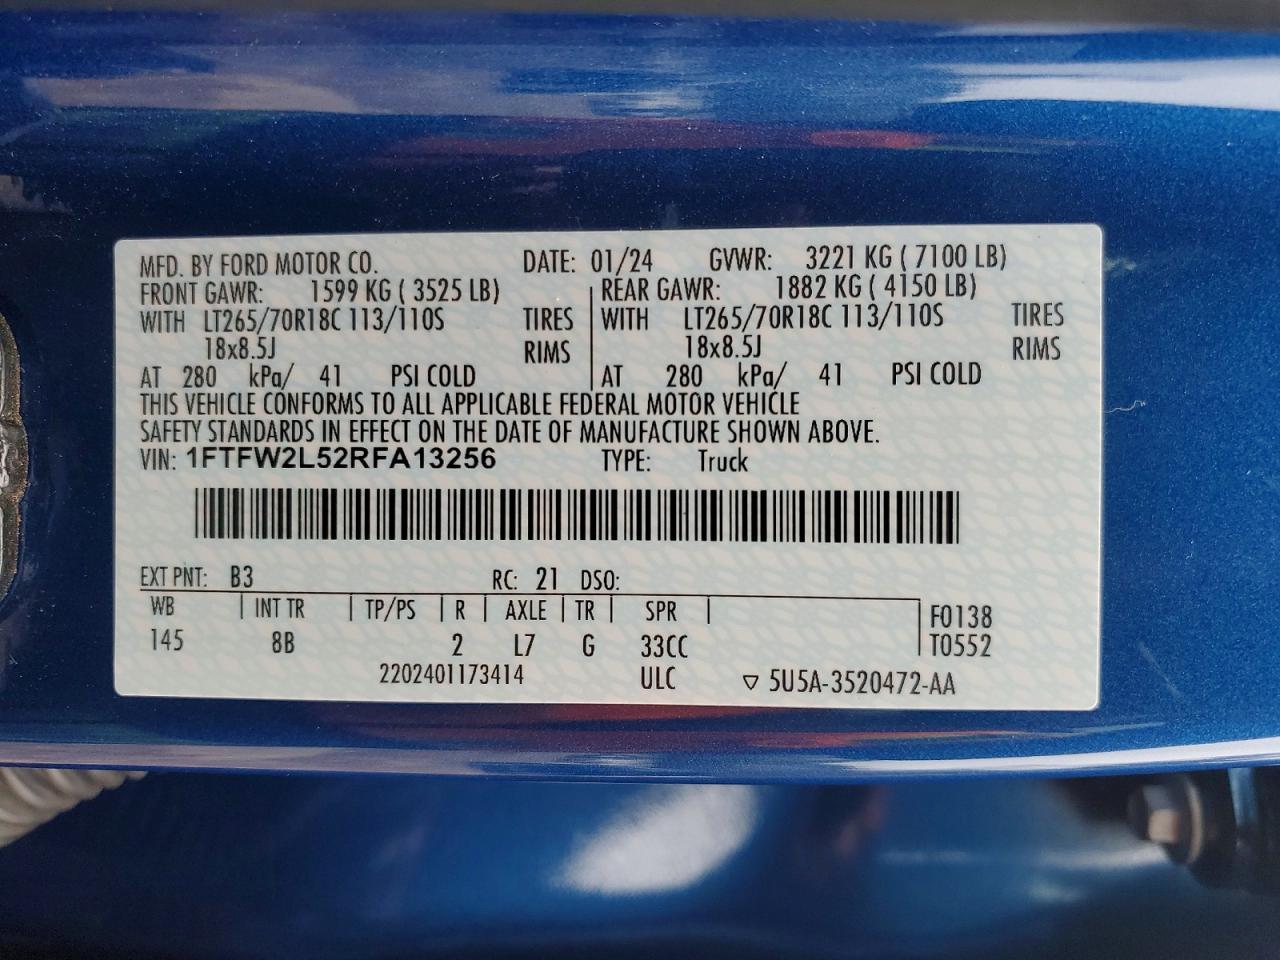 MFD. BY FORD MOTOR CO. DATE: 01/24 GVWR: 3221 KG ( 7100 LB)
FRONT GAWR: 1599 KG ( 3525 LB) REAR GAWR: 1882 KG ( 4150 LB)
WITH LT265/70R18C 113/110S TIRES WITH LT265/70R18C 113/110S TIRES
18x8.5J RIMS 18x8.5J RIMS
AT 280 kPa/ 41 PSI COLD AT 280 kPa/ 41 PSI COLD
THIS VEHICLE CONFORMS TO ALL APPLICABLE FEDERAL MOTOR VEHICLE
SAFETY STANDARDS IN EFFECT ON THE DATE OF MANUFACTURE SHOWN ABOVE.
VIN: 1FTFW2L52RFA13256 TYPE: Truck
EXT PNT: B3 RC: 21 DSO:
WB INT TR TP/PS R AXLE TR SPR F0138
145 8B 2 L7 G 33CC T0552
2202401173414 ULC ▽ 5U5A-3520472-AA